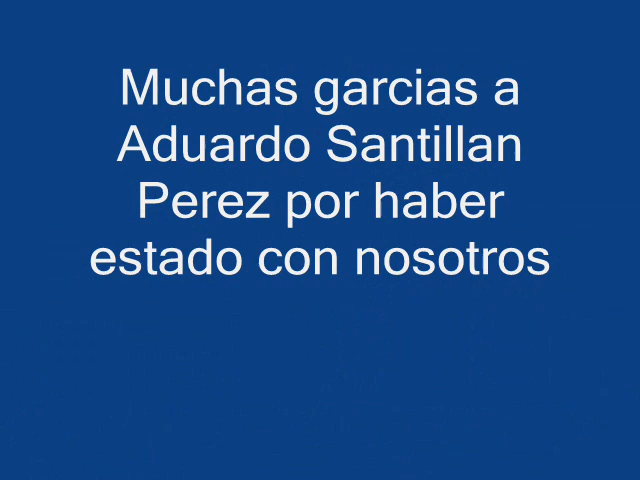 Muchas garcias a
Aduardo Santillan
Perez por haber
estado con nosotros